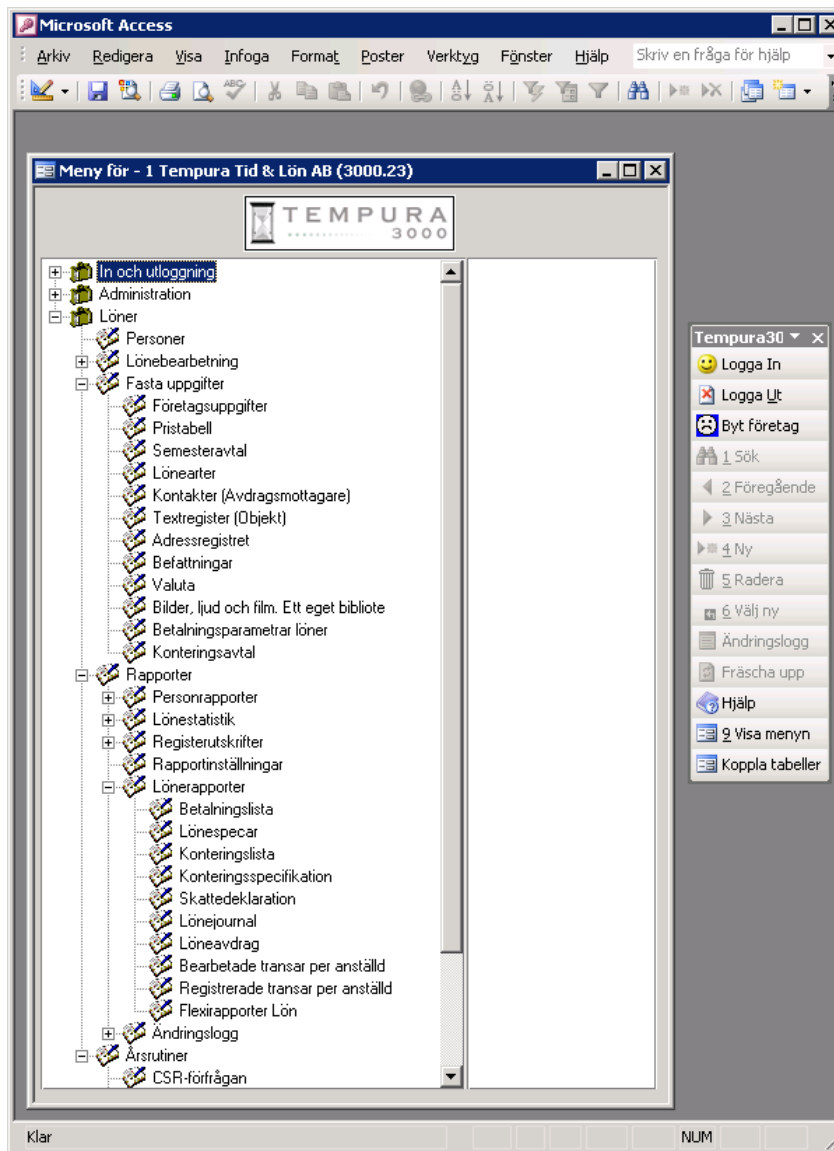 Microsoft Access
Arkiv Redigera Visa Infoga Format Poster Verktyg Fönster Hjälp Skriv en fråga för hjälp
Meny för - 1 Tempura Tid & Lön AB (3000.23)
TEMPURA
3000
In och utloggning
Administration
Löner
Personer
Lönebearbetning
Fasta uppgifter
Företagsuppgifter
Pristabell
Semesteravtal
Lönearter
Kontakter (Avdragsmottagare)
Textregister (Objekt)
Adressregistret
Befattningar
Valuta
Bilder, ljud och film. Ett eget bibliote
Betalningsparametrar löner
Konteringsavtal
Rapporter
Personrapporter
Lönestatistik
Registerutskrifter
Rapportinställningar
Lönerapporter
Betalningslista
Lönespecar
Konteringslista
Konteringsspecifikation
Skattedeklaration
Lönejournal
Löneavdrag
Bearbetade transar per anställd
Registrerade transar per anställd
Flexirapporter Lön
Ändringslogg
Årsrutiner
CSR-förfrågan
Tempura30
Logga In
Logga Ut
Byt företag
1 Sök
2 Föregående
3 Nästa
4 Ny
5 Radera
6 Välj ny
Ändringslogg
Fräscha upp
Hjälp
9 Visa menyn
Koppla tabeller
Klar NUM